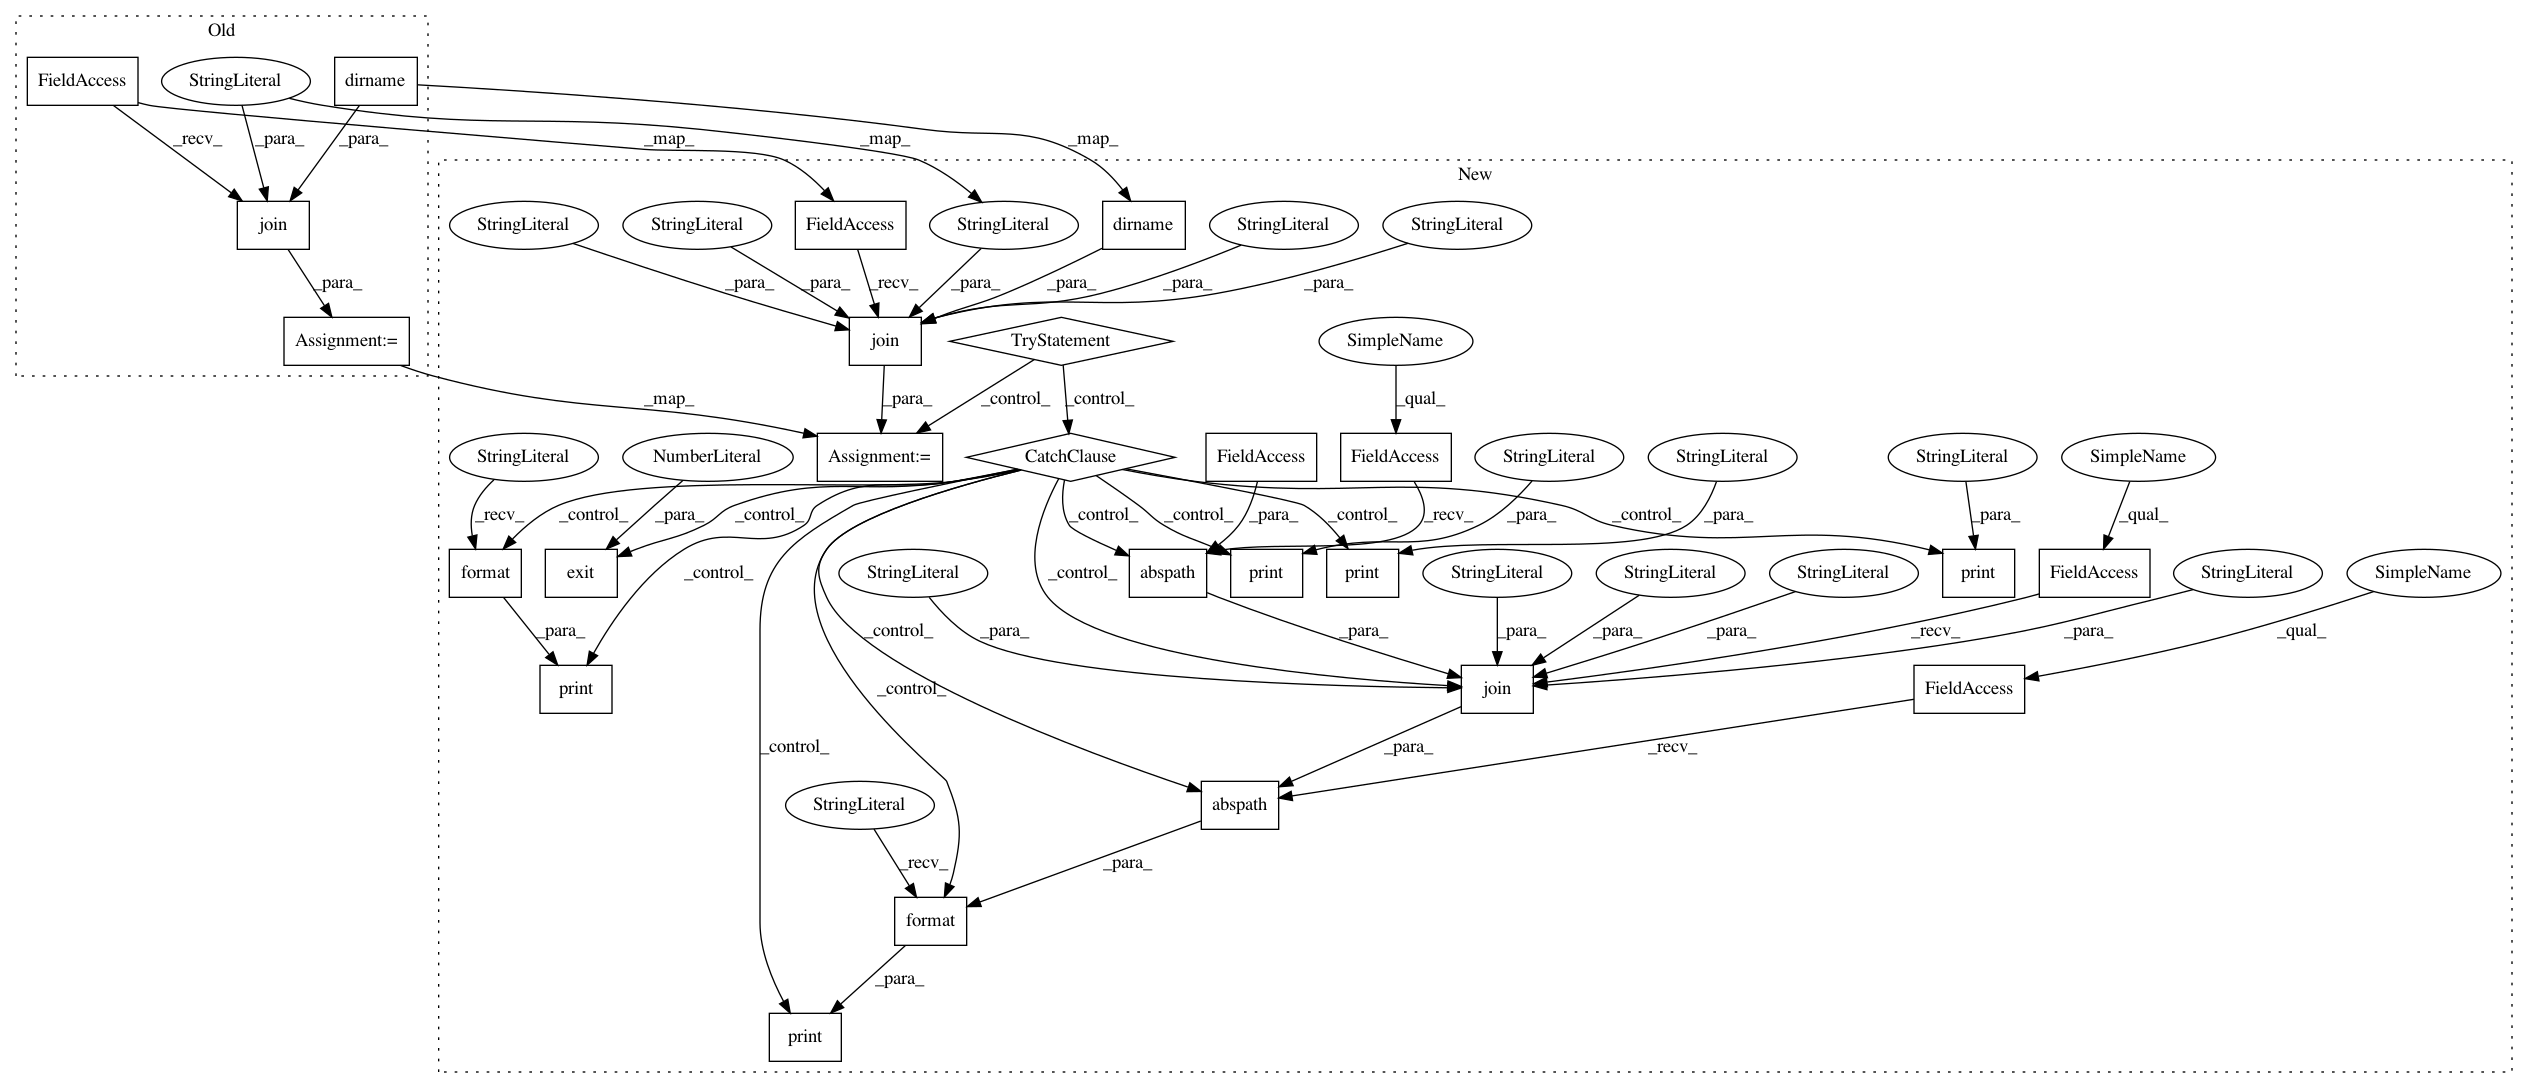 Old
FieldAccess
StringLiteral
dirname
_recv_
_para_
_para_
_map_
_map_
_map_
New
join
StringLiteral
StringLiteral
FieldAccess
StringLiteral
dirname
StringLiteral
StringLiteral
_para_
_para_
_para_
_recv_
_para_
_para_
_para_
_para_
Assignment:=
join
TryStatement
SimpleName
_map_
_para_
_control_
_control_
_qual_
StringLiteral
NumberLiteral
Assignment:=
CatchClause
FieldAccess
FieldAccess
StringLiteral
StringLiteral
StringLiteral
SimpleName
_recv_
_control_
_para_
_control_
_control_
_para_
_control_
_control_
_recv_
_para_
_control_
_para_
_para_
_qual_
format
exit
_control_
StringLiteral
_control_
abspath
print
print
StringLiteral
StringLiteral
StringLiteral
print
FieldAccess
StringLiteral
SimpleName
_para_
_control_
_para_
_para_
_para_
_para_
_para_
_recv_
_para_
_qual_
print
_control_
join
FieldAccess
_control_
_para_
_recv_
StringLiteral
abspath
_recv_
_para_
format
_para_
print